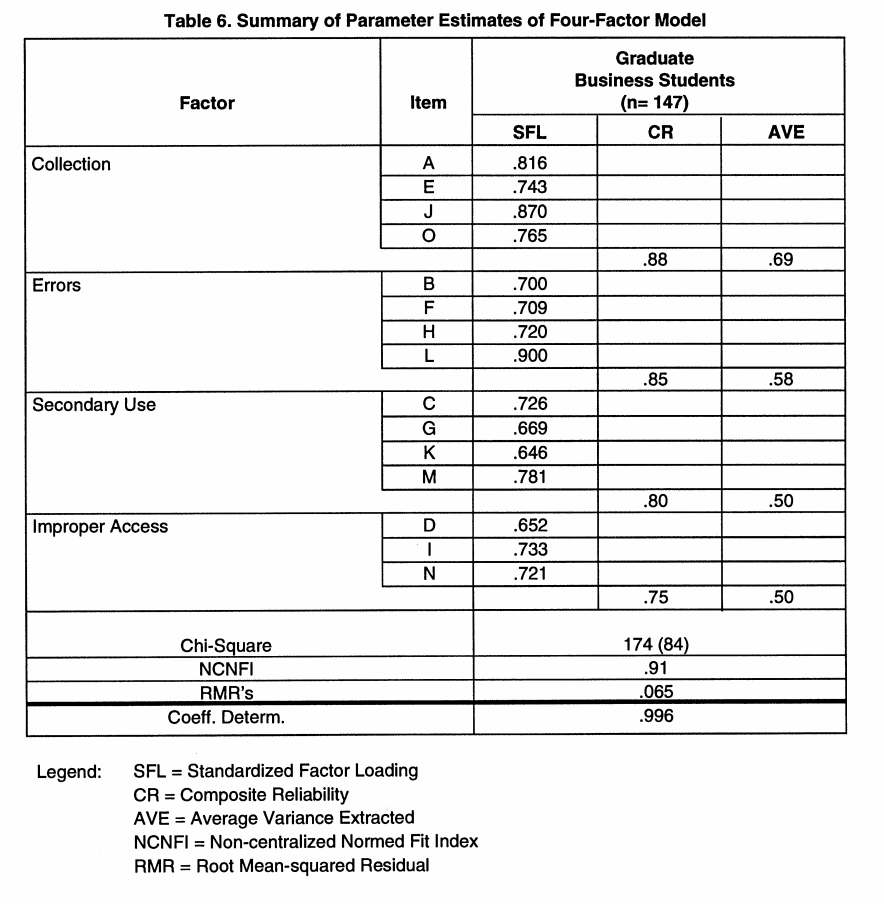 Table 6. Summary of Parameter Estimates of Four-Factor Model
Graduate
Business Students
Factor Item (n= 147)
SFL CR AVE
Collection A .816
E .743
J .870
O .765
.88 .69
Errors B .700
F .709
H .720
L .900
.85 .58
Secondary Use C .726
G .669
K .646
M .781
.80 .50
Improper Access D .652
I .733
N .721
.75 .50
Chi-Square 174 (84)
NCNFI .91
RMR's .065
Coeff. Determ. .996
Legend: SFL = Standardized Factor Loading
CR = Composite Reliability
AVE = Average Variance Extracted
NCNFI = Non-centralized Normed Fit Index
RMR = Root Mean-squared Residual